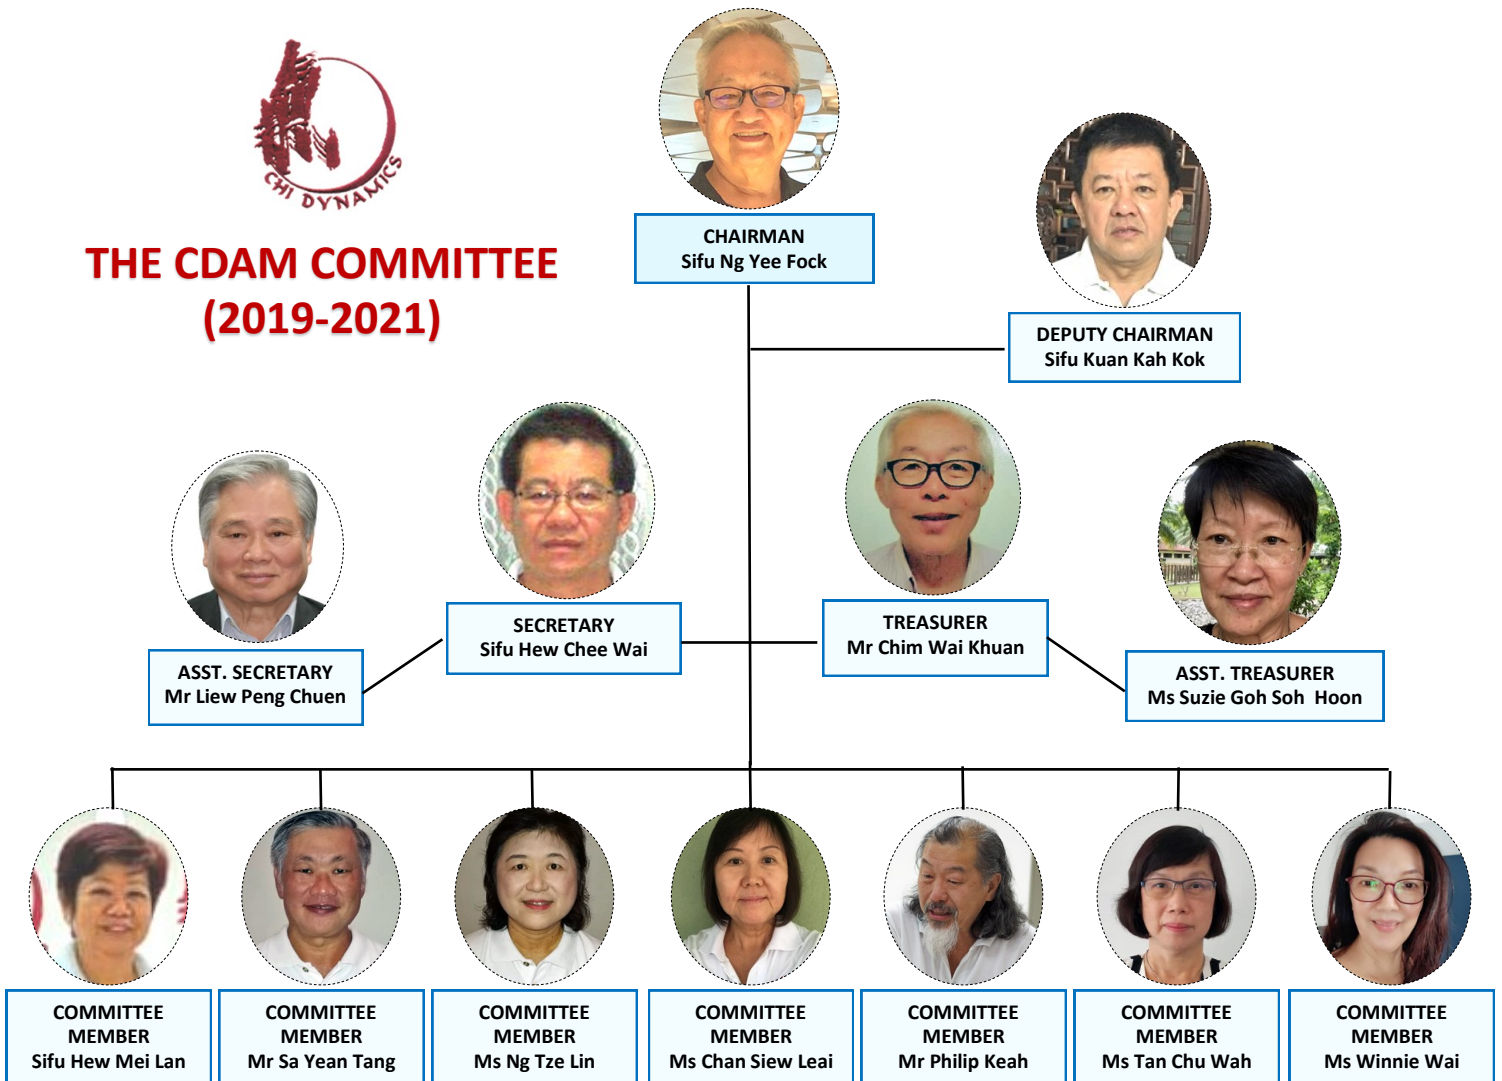 CHI DYNAMICS
THE CDAM COMMITTEE
(2019-2021)
CHAIRMAN
Sifu Ng Yee Fock
DEPUTY CHAIRMAN
Sifu Kuan Kah Kok
SECRETARY
Sifu Hew Chee Wai
TREASURER
Mr Chim Wai Khuan
ASST. SECRETARY
Mr Liew Peng Chuen
ASST. TREASURER
Ms Suzie Goh Soh  Hoon
COMMITTEE
MEMBER
Sifu Hew Mei Lan
COMMITTEE
MEMBER
Mr Sa Yean Tang
COMMITTEE
MEMBER
Ms Ng Tze Lin
COMMITTEE
MEMBER
Ms Chan Siew Leai
COMMITTEE
MEMBER
Mr Philip Keah
COMMITTEE
MEMBER
Ms Tan Chu Wah
COMMITTEE
MEMBER
Ms Winnie Wai